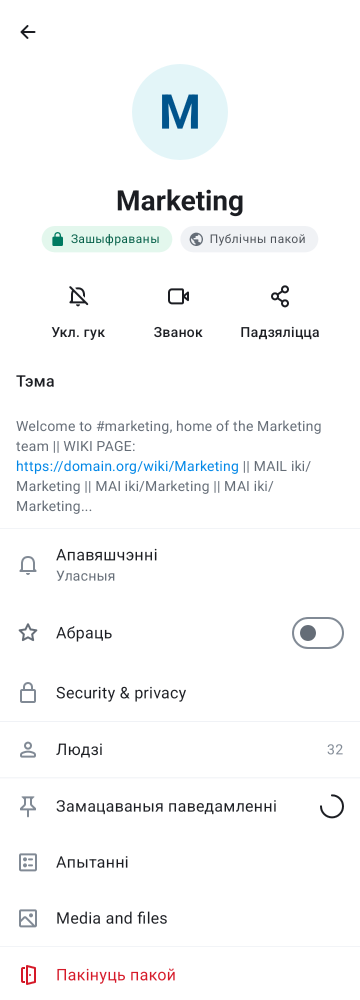 M
Marketing
Зашыфраваны
Публічны пакой
Укл. гук
Званок
Падзяліцца
Тэма
Welcome to #marketing, home of the Marketing
team || WIKI PAGE:
https://domain.org/wiki/Marketing || MAIL iki/
Marketing || MAI iki/Marketing || MAI iki/
Marketing...
Апавяшчэнні
Уласныя
Абраць
Security & privacy
Людзі 32
Замацаваныя паведамленні
Апытанні
Media and files
Пакінуць пакой